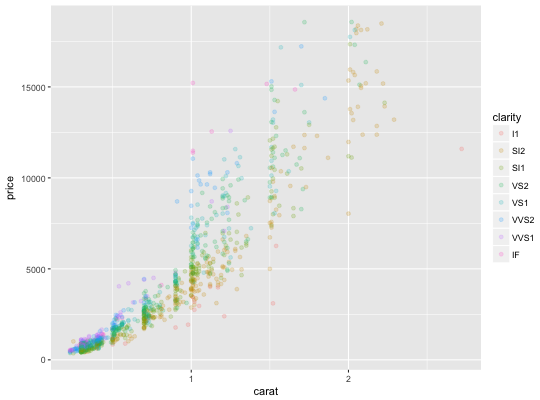 15000
10000
5000
0
price
1
2
carat
clarity
I1
SI2
SI1
VS2
VS1
VVS2
VVS1
IF